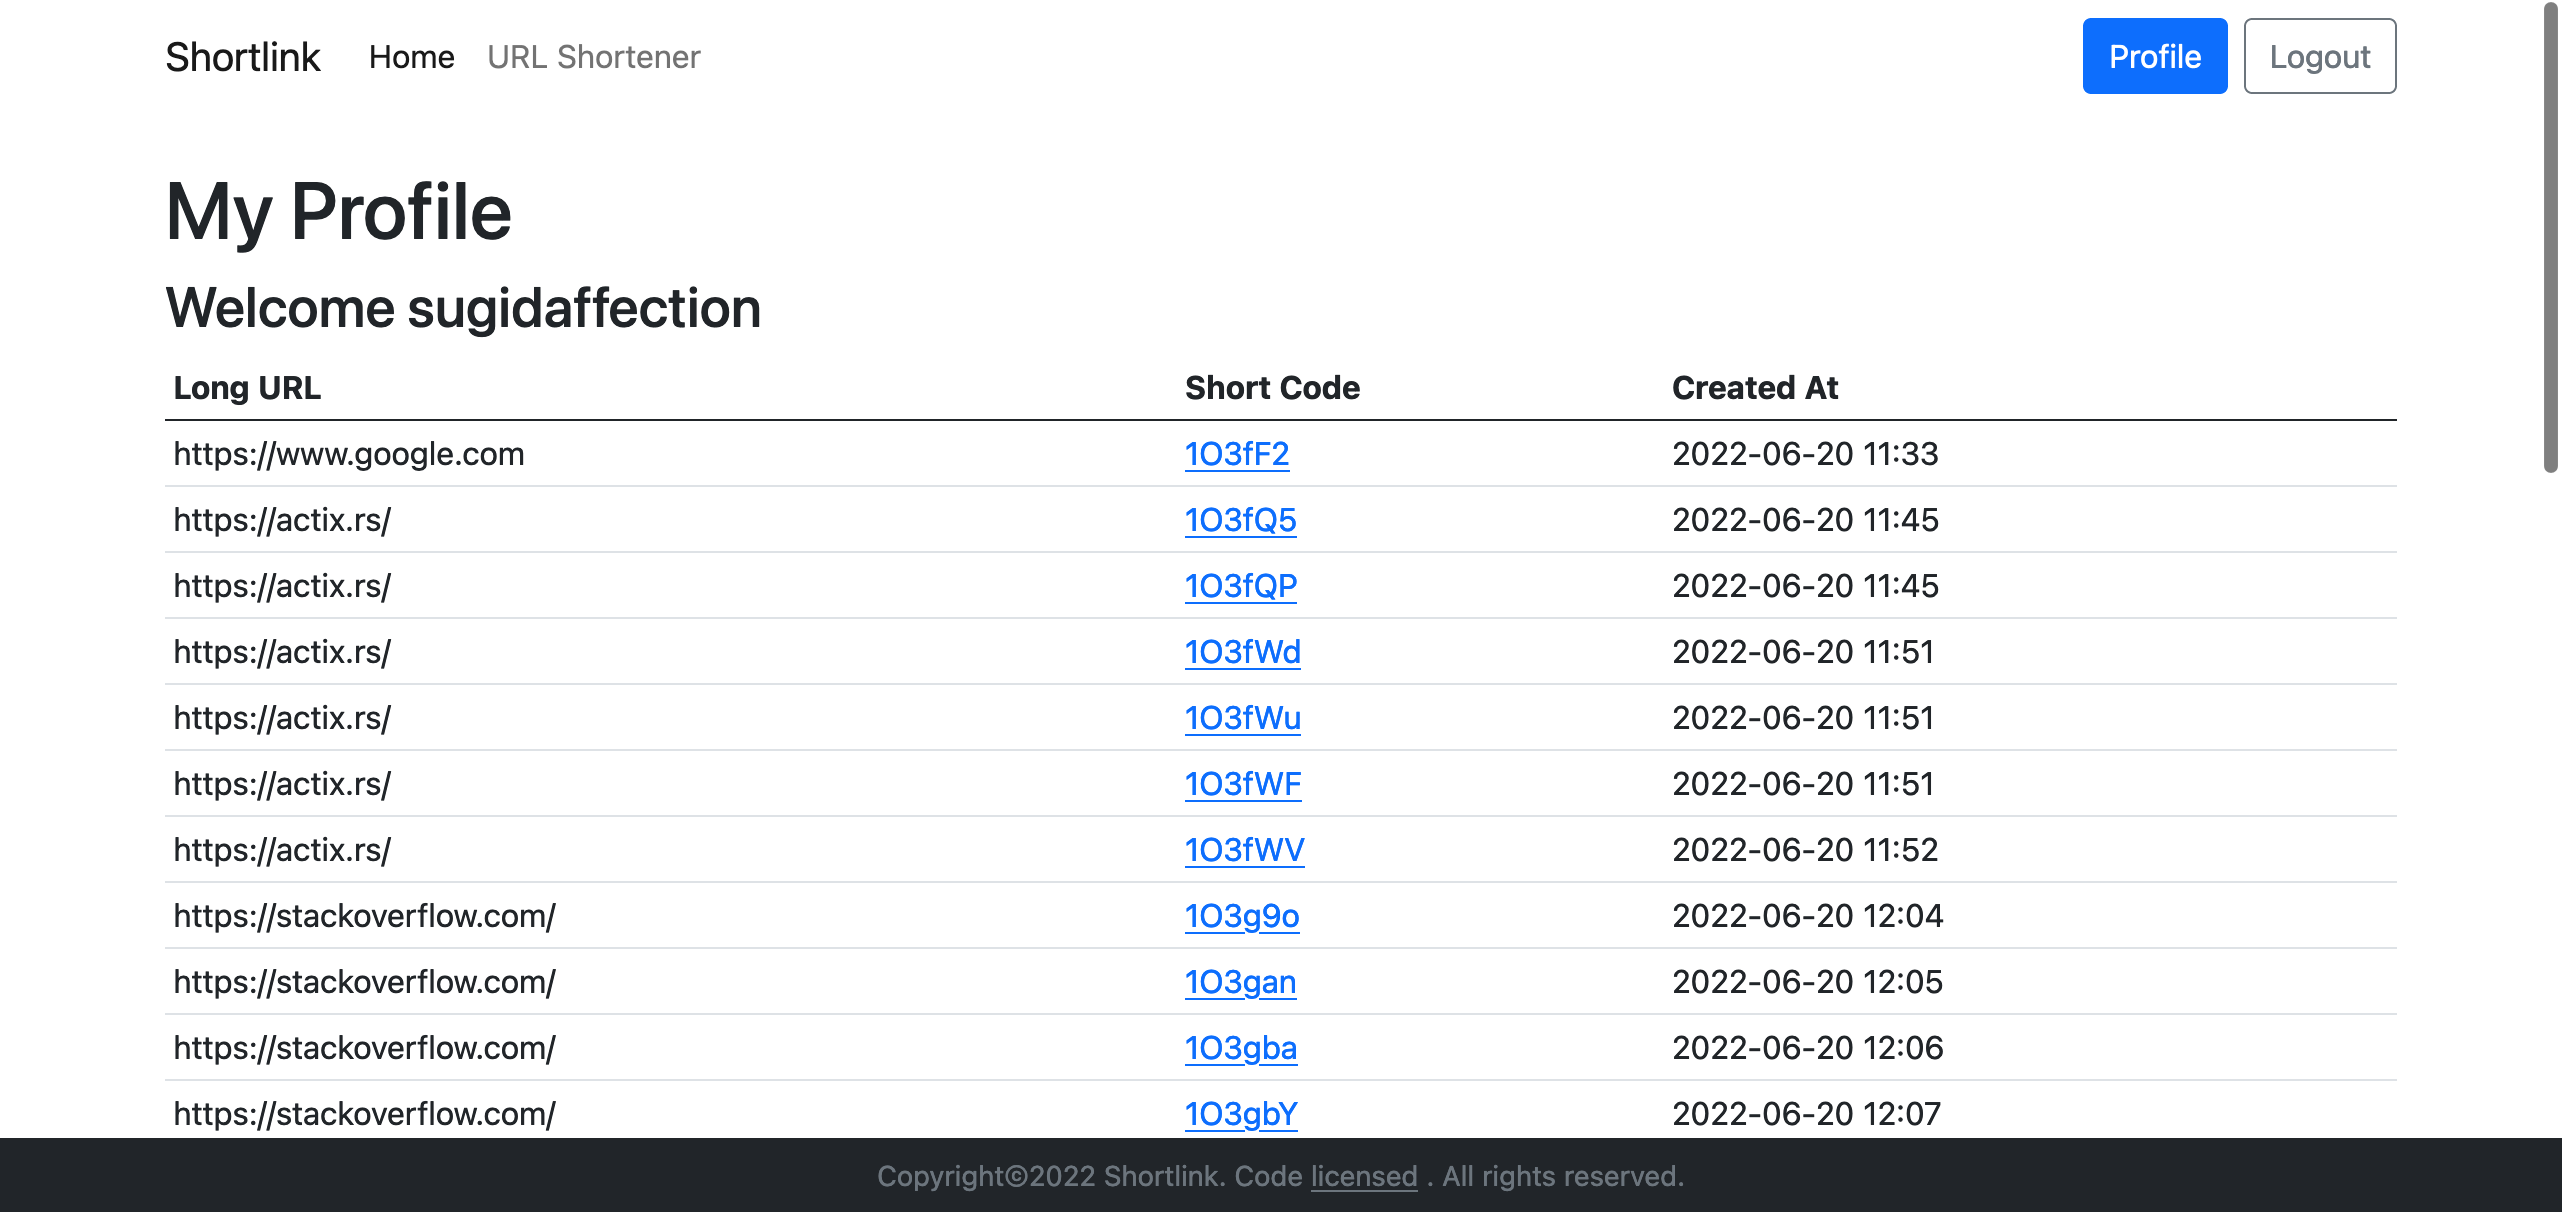 Shortlink Home URL Shortener Profile Logout
My Profile
Welcome sugidaffection
Long URL Short Code Created At
https://www.google.com 1O3fF2 2022-06-20 11:33
https://actix.rs/ 1O3fQ5 2022-06-20 11:45
https://actix.rs/ 1O3fQP 2022-06-20 11:45
https://actix.rs/ 1O3fWd 2022-06-20 11:51
https://actix.rs/ 1O3fWu 2022-06-20 11:51
https://actix.rs/ 1O3fWF 2022-06-20 11:51
https://actix.rs/ 1O3fWV 2022-06-20 11:52
https://stackoverflow.com/ 1O3g9o 2022-06-20 12:04
https://stackoverflow.com/ 1O3gan 2022-06-20 12:05
https://stackoverflow.com/ 1O3gba 2022-06-20 12:06
https://stackoverflow.com/ 1O3gbY 2022-06-20 12:07
Copyright©2022 Shortlink. Code licensed . All rights reserved.